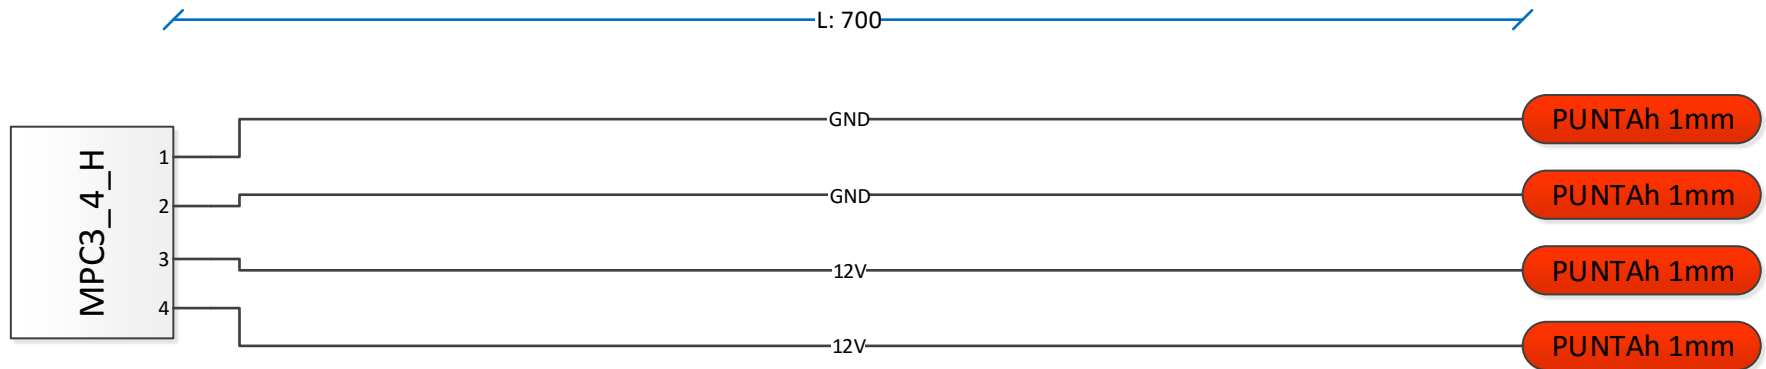 L: 700
MPC3_4_H
1
GND
PUNTAh 1mm
2
GND
PUNTAh 1mm
3
12V
PUNTAh 1mm
4
12V
PUNTAh 1mm